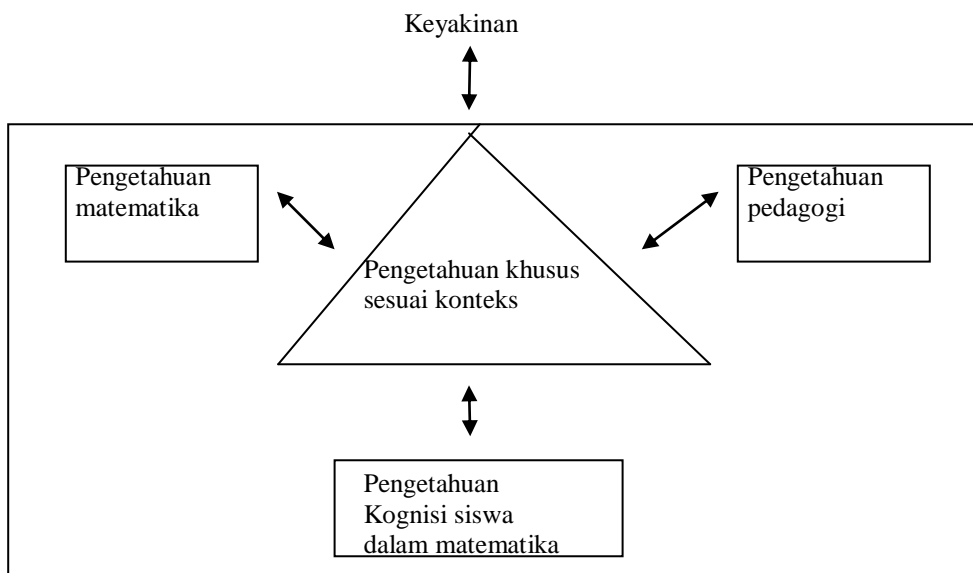 Keyakinan
Pengetahuan
matematika
Pengetahuan
pedagogi
Pengetahuan khusus
sesuai konteks
Pengetahuan
Kognisi siswa
dalam matematika